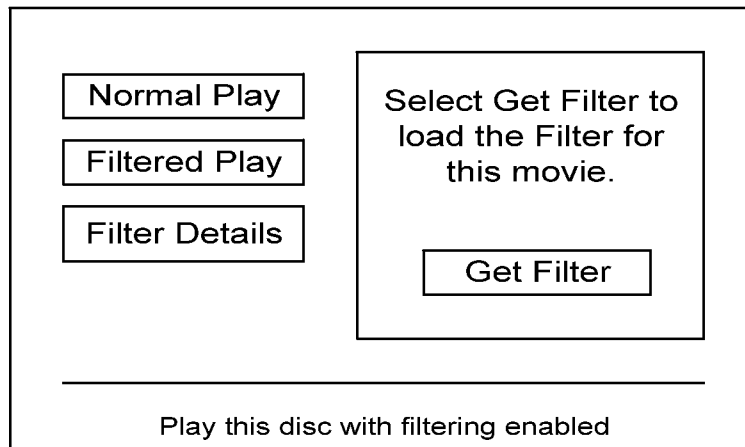 Normal Play
Filtered Play
Filter Details
Select Get Filter to
load the Filter for
this movie.
Get Filter
Play this disc with filtering enabled